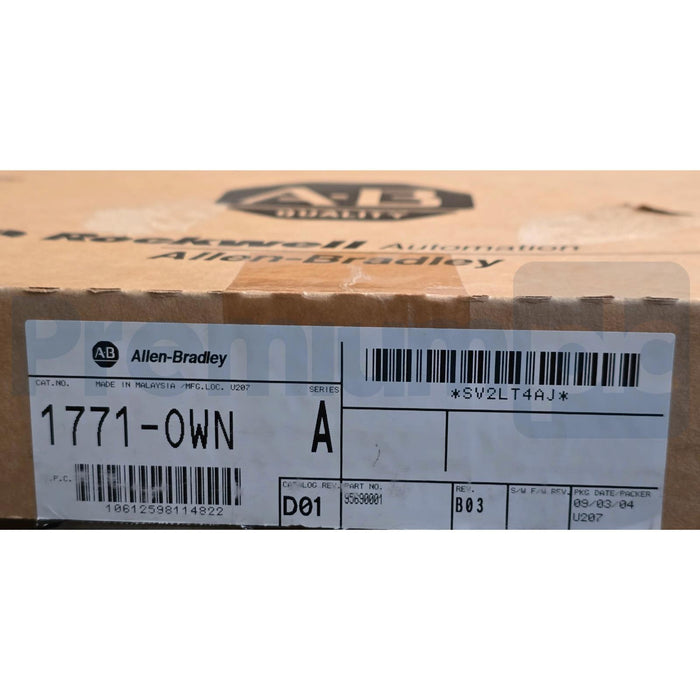 A-B
QUALITY
Rockwell Automation
Allen-Bradley
PremiumPLC
AB Allen-Bradley
CAT.NO. MADE IN MALAYSIA /MFG.LOC. U207 SERIES
1771-OWN A
*SV2LT4AJ*
.P.C.
10612598114822
CATALOG REV. PART NO. REV. S/W F/W REV. PKG DATE/PACKER
D01 95690001 B03 09/03/04
U207